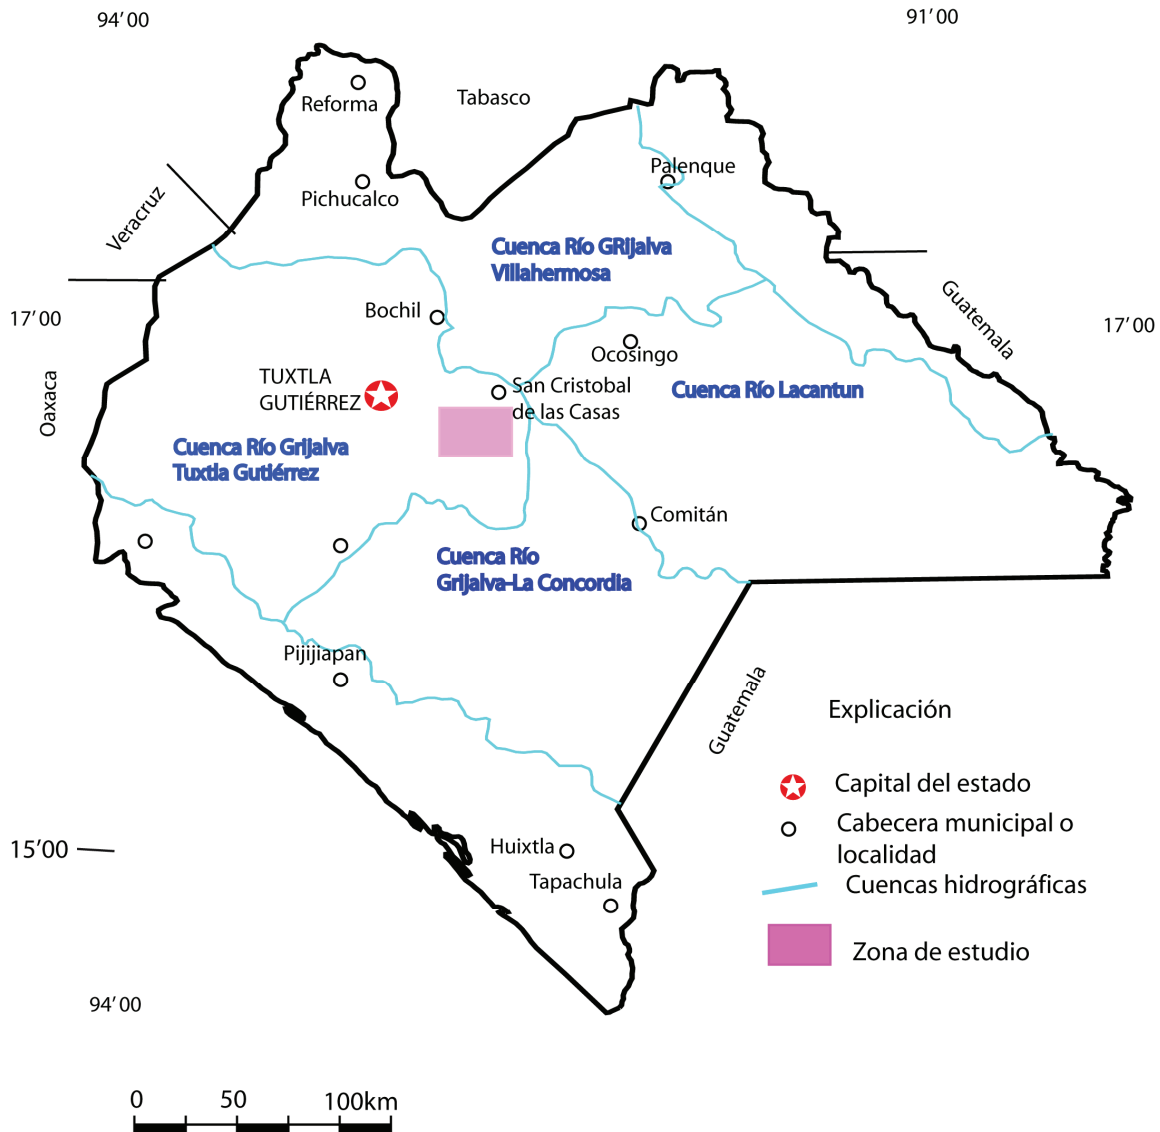 94’00
91’00
Reforma
Tabasco
Palenque
Pichucalco
Veracruz
Cuenca Río GRIjalva
Villahermosa
Guatemala
17’00
17’00
Bochil
Ocosingo
Oaxaca
TUXTLA
GUTIÉRREZ
San Cristobal
de las Casas
Cuenca Río Lacantun
Cuenca Río Grijalva
Tuxtla Gutiérrez
Comitán
Cuenca Río
Grijalva-La Concordia
Pijijiapan
Guatemala
Explicación
Capital del estado
Cabecera municipal o
localidad
Cuencas hidrográficas
Zona de estudio
15’00
Huixtla
Tapachula
94’00
0 50 100km